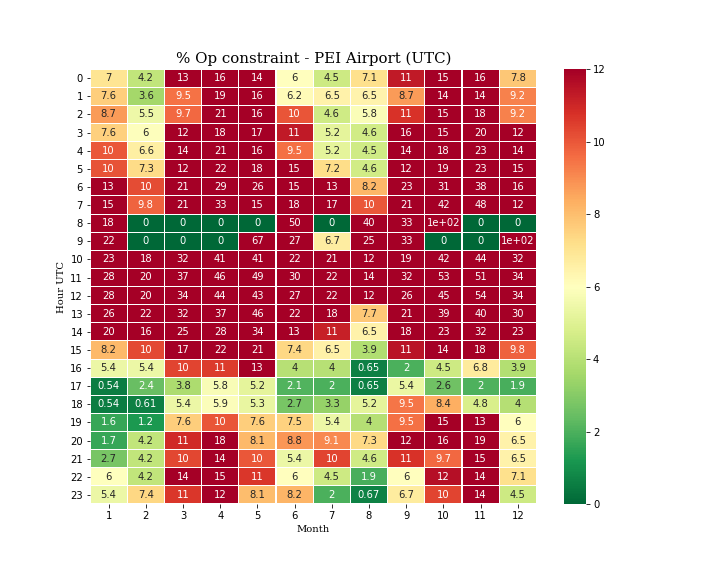 % Op constraint - PEI Airport (UTC)
0 7 4.2 13 16 14 6 4.5 7.1 11 15 16 7.8
1 7.6 3.6 9.5 19 16 6.2 6.5 6.5 8.7 14 14 9.2
2 8.7 5.5 9.7 21 16 10 4.6 5.8 11 15 18 9.2
3 7.6 6 12 18 17 11 5.2 4.6 16 15 20 12
4 10 6.6 14 21 16 9.5 5.2 4.5 14 18 23 14
5 10 7.3 12 22 18 15 7.2 4.6 12 19 23 15
6 13 10 21 29 26 15 13 8.2 23 31 38 16
7 15 9.8 21 33 15 18 17 10 21 42 48 12
8 18 0 0 0 0 50 0 40 33 1e+02 0 0
9 22 0 0 0 67 27 6.7 25 33 0 0 1e+02
10 23 18 32 41 41 22 21 12 19 42 44 32
11 28 20 37 46 49 30 22 14 32 53 51 34
12 28 20 34 44 43 27 22 12 26 45 54 34
13 26 22 32 37 46 22 18 7.7 21 39 40 30
14 20 16 25 28 34 13 11 6.5 18 23 32 23
15 8.2 10 17 22 21 7.4 6.5 3.9 11 14 18 9.8
16 5.4 5.4 10 11 13 4 4 0.65 2 4.5 6.8 3.9
17 0.54 2.4 3.8 5.8 5.2 2.1 2 0.65 5.4 2.6 2 1.9
18 0.54 0.61 5.4 5.9 5.3 2.7 3.3 5.2 9.5 8.4 4.8 4
19 1.6 1.2 7.6 10 7.6 7.5 5.4 4 9.5 15 13 6
20 1.7 4.2 11 18 8.1 8.8 9.1 7.3 12 16 19 6.5
21 2.7 4.2 10 14 10 5.4 10 4.6 11 9.7 15 6.5
22 6 4.2 14 15 11 6 4.5 1.9 6 12 14 7.1
23 5.4 7.4 11 12 8.1 8.2 2 0.67 6.7 10 14 4.5
1 2 3 4 5 6 7 8 9 10 11 12
Month
Hour UTC
12
10
8
6
4
2
0